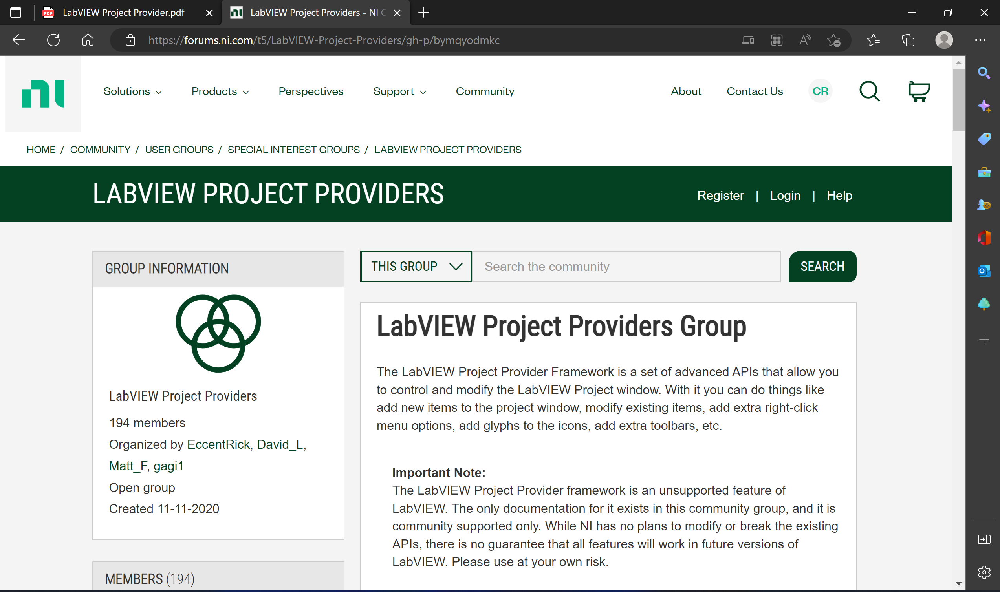 LabVIEW Project Provider.pdf
LabVIEW Project Providers - NI C
https://forums.ni.com/t5/LabVIEW-Project-Providers/gh-p/bymqyodmkc
Solutions Products Perspectives Support Community About Contact Us CR
HOME / COMMUNITY / USER GROUPS / SPECIAL INTEREST GROUPS / LABVIEW PROJECT PROVIDERS
LABVIEW PROJECT PROVIDERS
Register | Login | Help
GROUP INFORMATION
LabVIEW Project Providers
194 members
Organized by EccentRick, David_L,
Matt_F, gagi1
Open group
Created 11-11-2020
MEMBERS (194)
THIS GROUP
Search the community
SEARCH
LabVIEW Project Providers Group
The LabVIEW Project Provider Framework is a set of advanced APIs that allow you
to control and modify the LabVIEW Project window. With it you can do things like
add new items to the project window, modify existing items, add extra right-click
menu options, add glyphs to the icons, add extra toolbars, etc.
Important Note:
The LabVIEW Project Provider framework is an unsupported feature of
LabVIEW. The only documentation for it exists in this community group, and it is
community supported only. While NI has no plans to modify or break the existing
APIs, there is no guarantee that all features will work in future versions of
LabVIEW. Please use at your own risk.